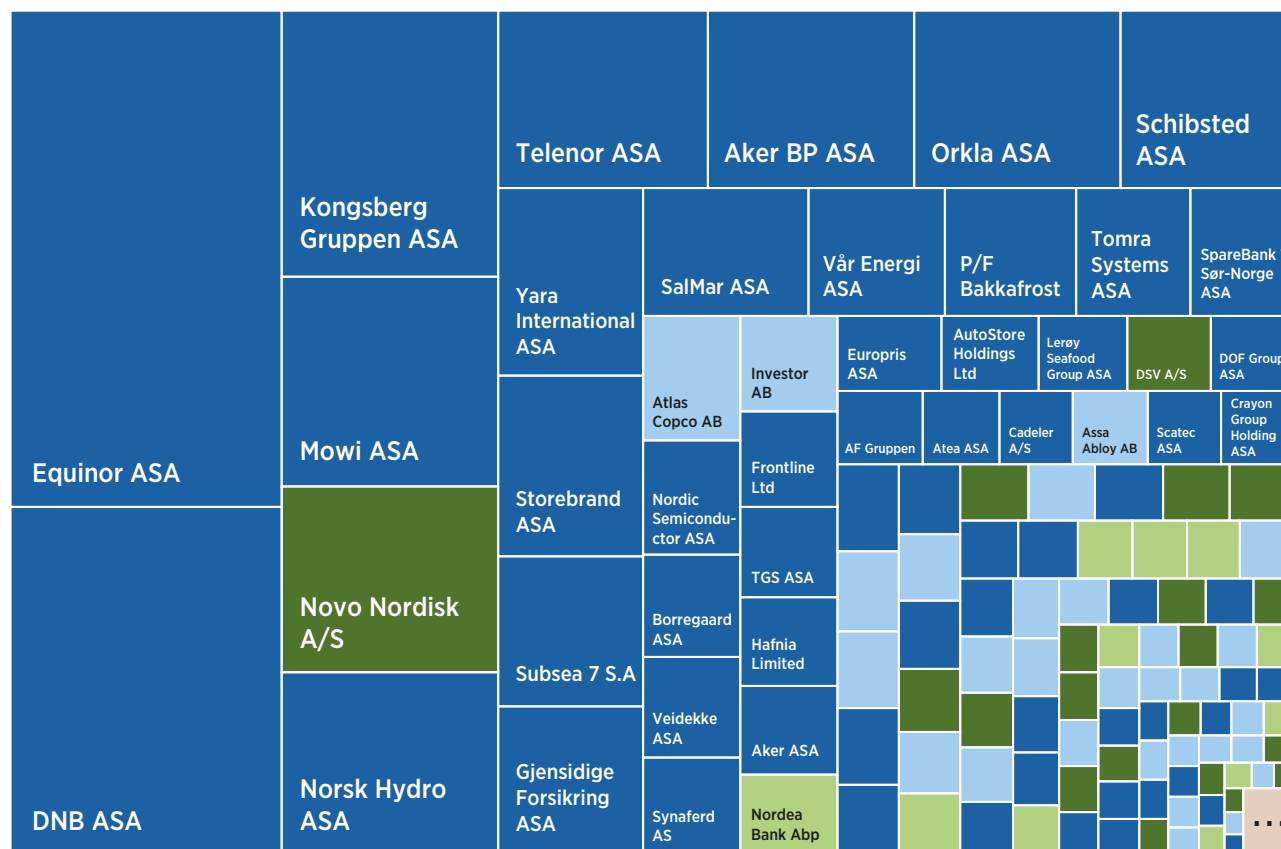 Equinor ASA
DNB ASA
Kongsberg
Gruppen ASA
Mowi ASA
Novo Nordisk
A/S
Norsk Hydro
ASA
Telenor ASA
Aker BP ASA
Orkla ASA
Schibsted
ASA
Yara
International
ASA
Storebrand
ASA
Subsea 7 S.A
Gjensidige
Forsikring
ASA
SalMar ASA
Vår Energi
ASA
P/F
Bakkafrost
Tomra
Systems
ASA
SpareBank
Sør-Norge
ASA
Atlas
Copco AB
Nordic
Semicondu-
ctor ASA
Borregaard
ASA
Veidekke
ASA
Synaferd
AS
Investor
AB
Frontline
Ltd
TGS ASA
Hafnia
Limited
Aker ASA
Nordea
Bank Abp
Europris
ASA
AutoStore
Holdings
Ltd
Lerøy
Seafood
Group ASA
DSV A/S
DOF Group
ASA
AF Gruppen
Atea ASA
Cadeler
A/S
Assa
Abloy AB
Scatec
ASA
Crayon
Group
Holding
ASA
...